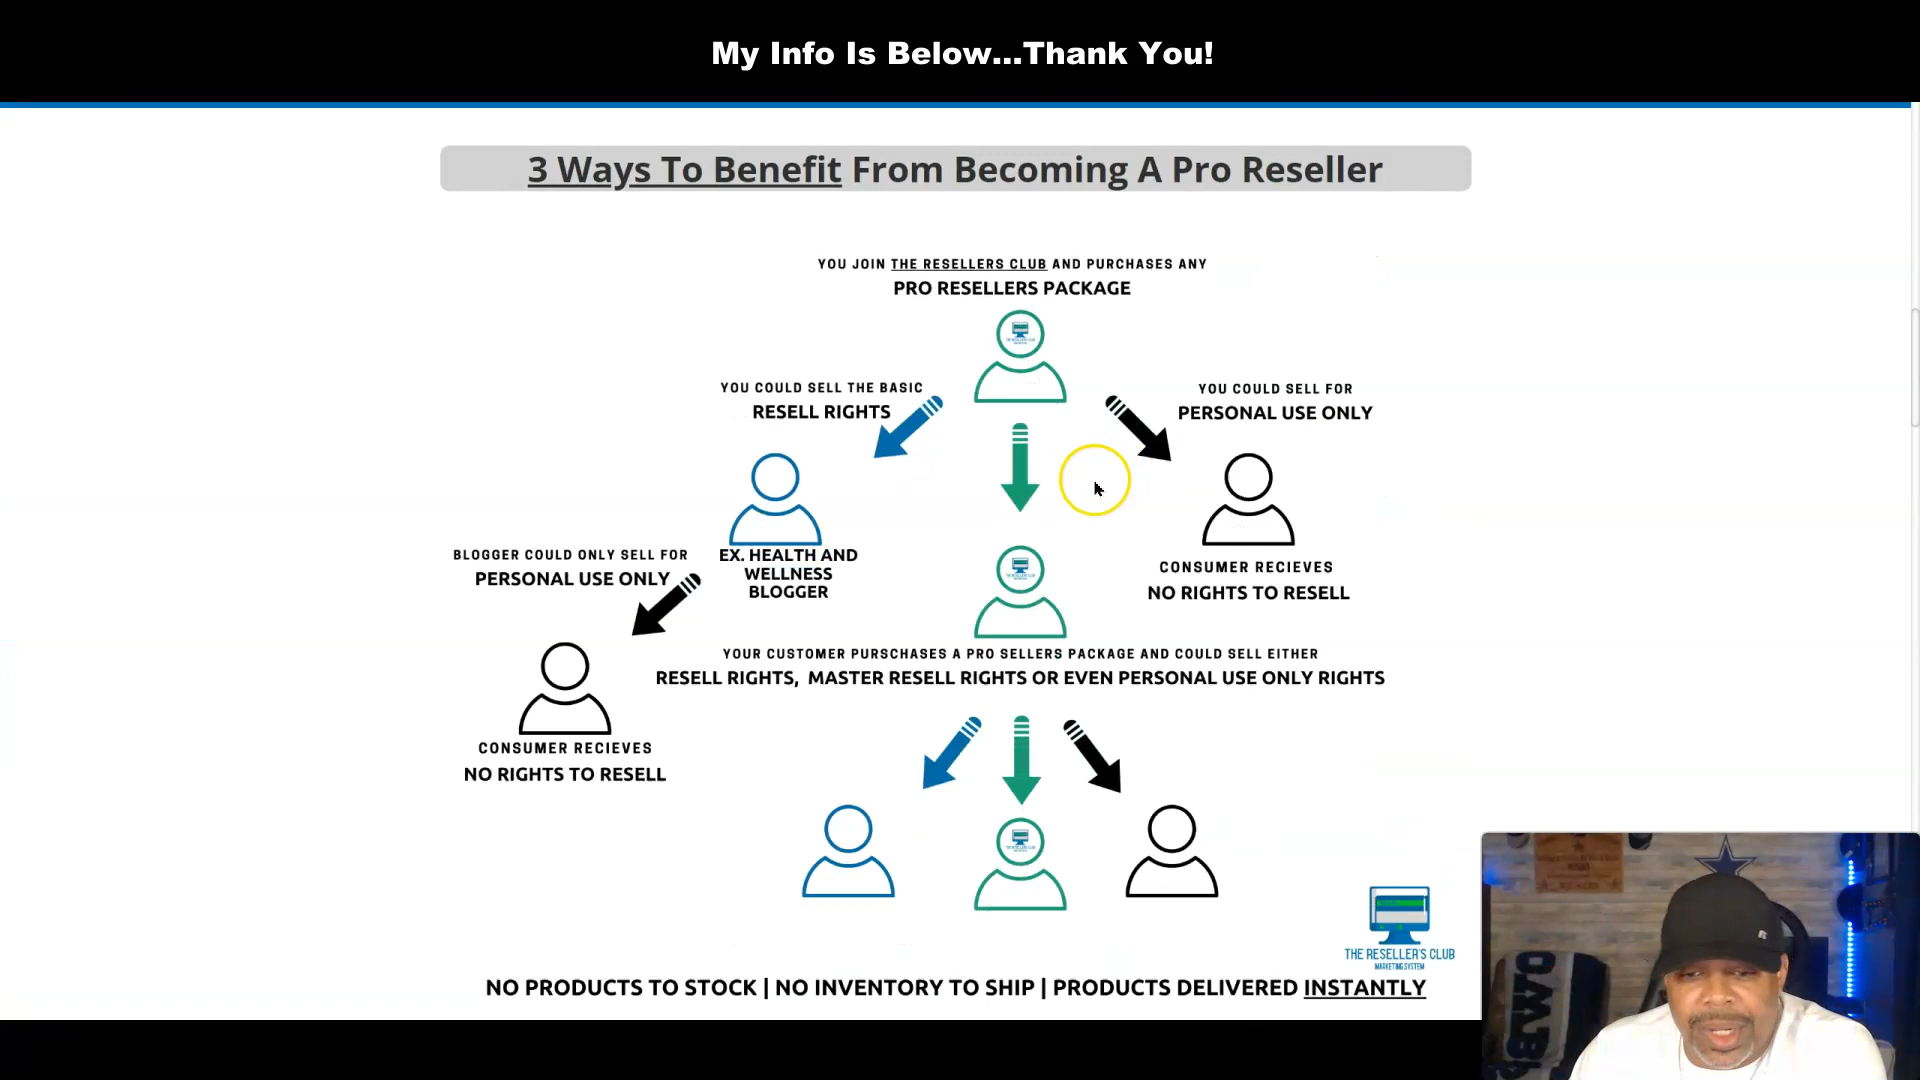 My Info Is Below...Thank You!
3 Ways To Benefit From Becoming A Pro Reseller
YOU JOIN THE RESELLERS CLUB AND PURCHASES ANY
PRO RESELLERS PACKAGE
YOU COULD SELL THE BASIC
RESELL RIGHTS
YOU COULD SELL FOR
PERSONAL USE ONLY
BLOGGER COULD ONLY SELL FOR
PERSONAL USE ONLY
EX. HEALTH AND
WELLNESS
BLOGGER
CONSUMER RECIEVES
NO RIGHTS TO RESELL
YOUR CUSTOMER PURSCHASES A PRO SELLERS PACKAGE AND COULD SELL EITHER
RESELL RIGHTS, MASTER RESELL RIGHTS OR EVEN PERSONAL USE ONLY RIGHTS
CONSUMER RECIEVES
NO RIGHTS TO RESELL
THE RESELLER'S CLUB
MARKETING SYSTEM
NO PRODUCTS TO STOCK | NO INVENTORY TO SHIP | PRODUCTS DELIVERED INSTANTLY